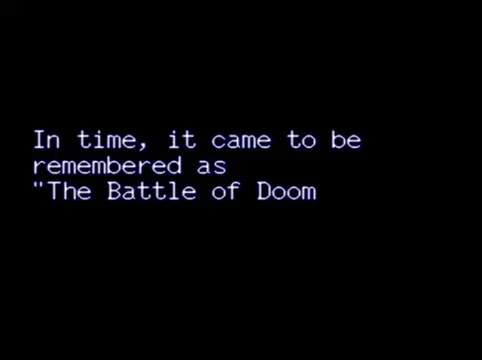 In time, it came to be
remembered as
"The Battle of Doom